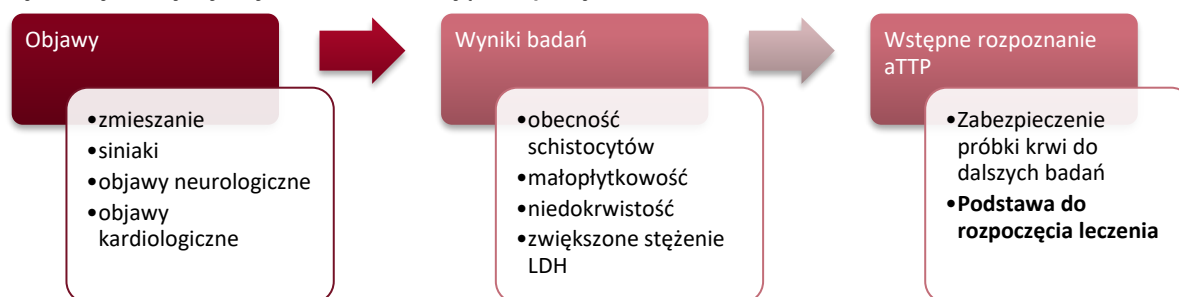 Objawy
•zmieszanie
•siniaki
•objawy neurologiczne
•objawy
kardiologiczne
Wyniki badań
•obecność
schistocytów
•małopłytkowość
•niedokrwistość
•zwiększone stężenie
LDH
Wstępne rozpoznanie
aTTP
•Zabezpieczenie
próbki krwi do
dalszych badań
•Podstawa do
rozpoczęcia leczenia